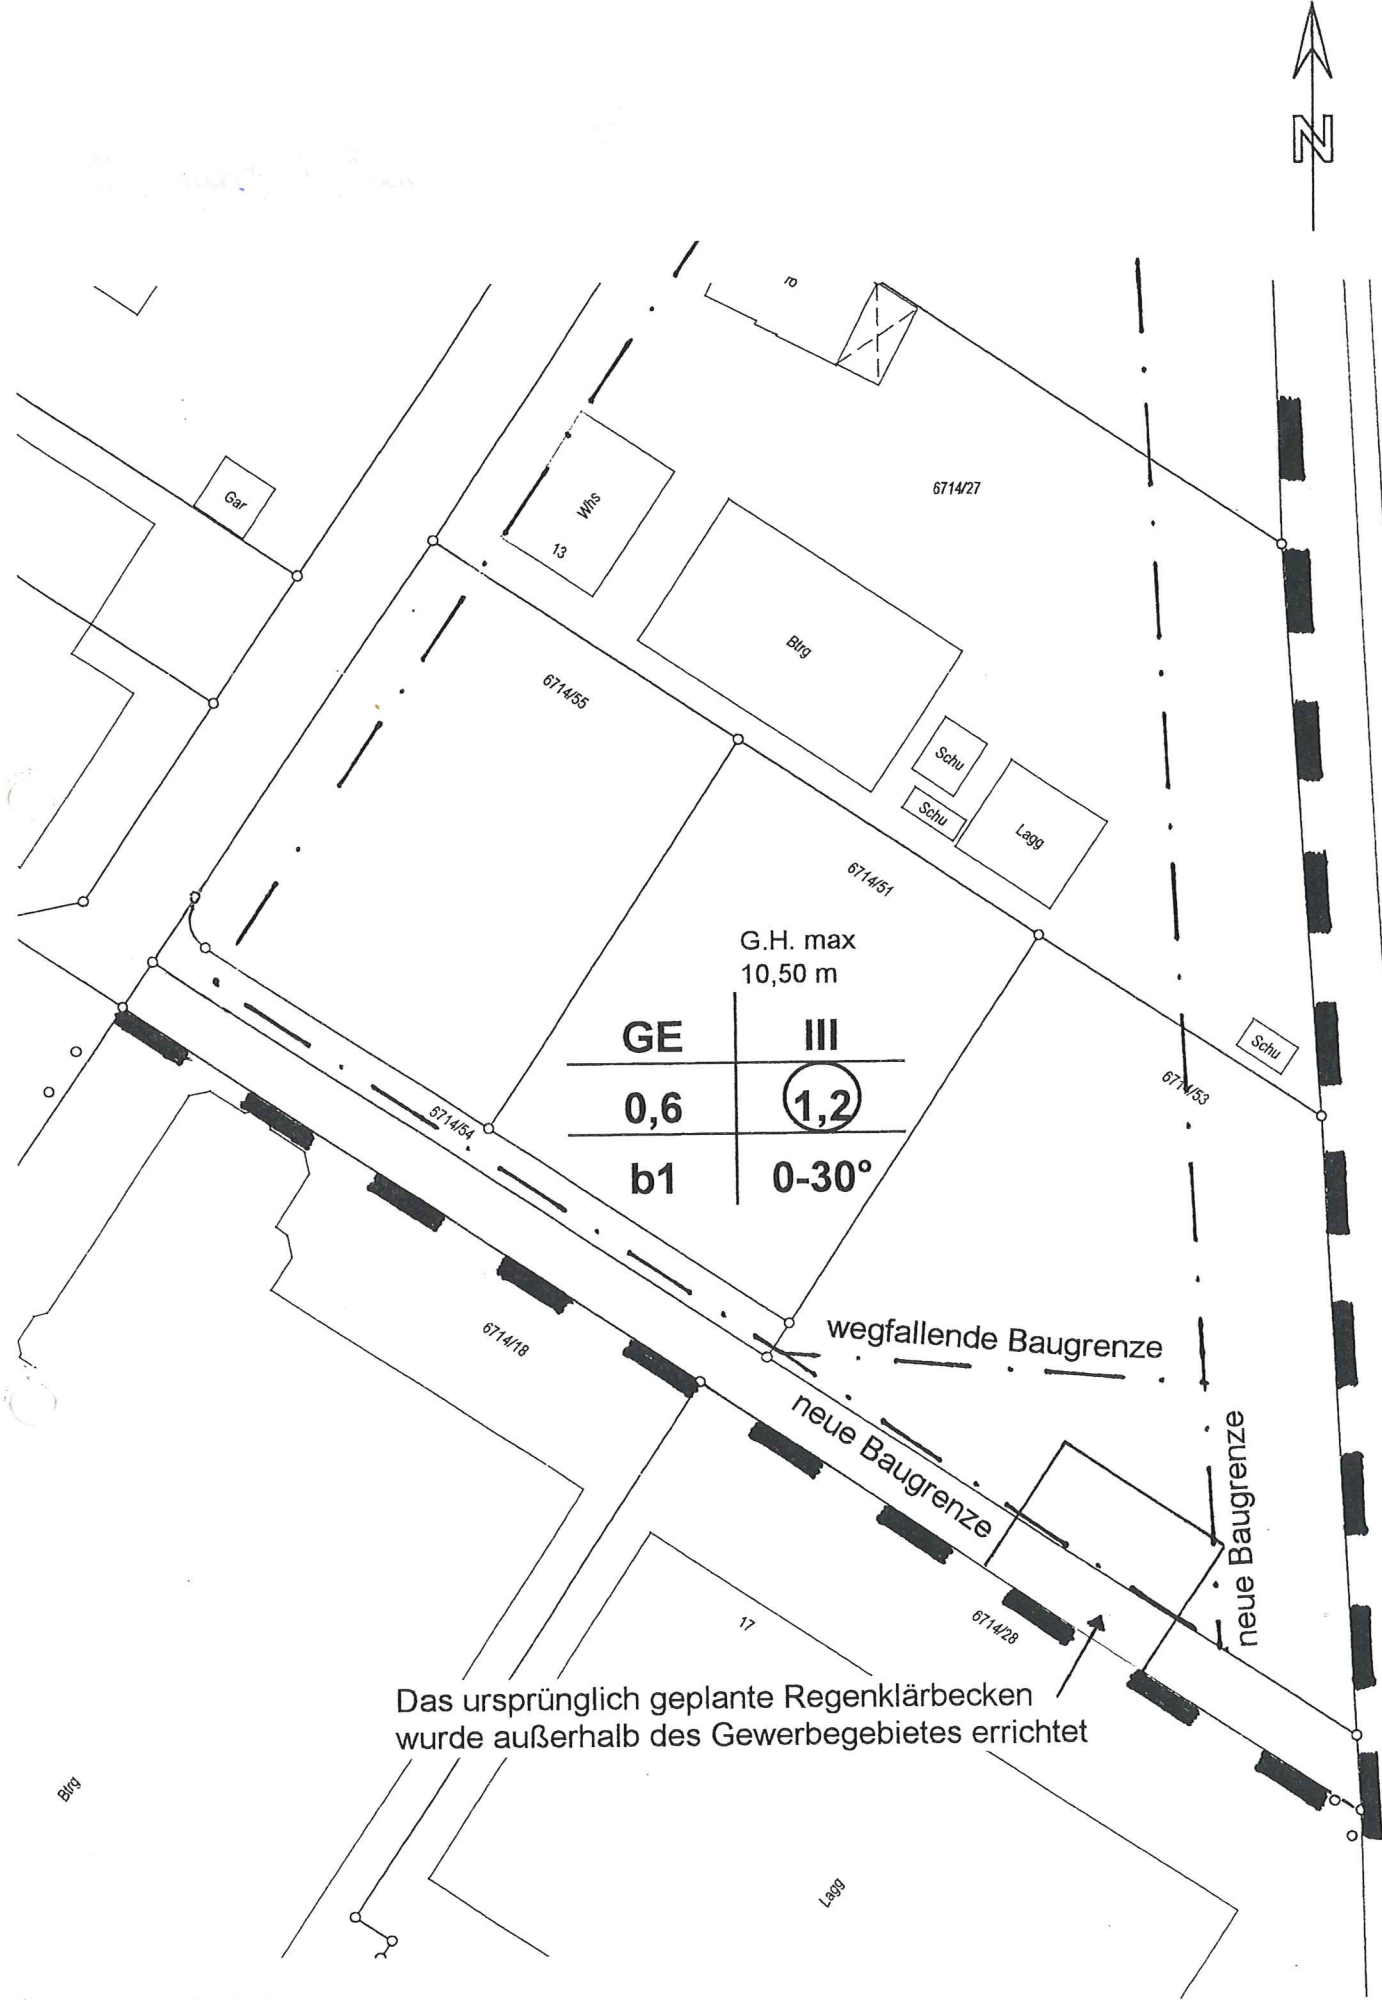 N
ro
Gar
Whs
13
6714/27
Btrg
6714/55
Schu
Schu
Lagg
6714/51
G.H. max
10,50 m
GE III
0,6 1,2
b1 0-30°
Schu
6714/53
6714/54
6714/18
wegfallende Baugrenze
neue Baugrenze
neue Baugrenze
17
6714/28
Das ursprünglich geplante Regenklärbecken
wurde außerhalb des Gewerbegebietes errichtet
Btrg
Lagg